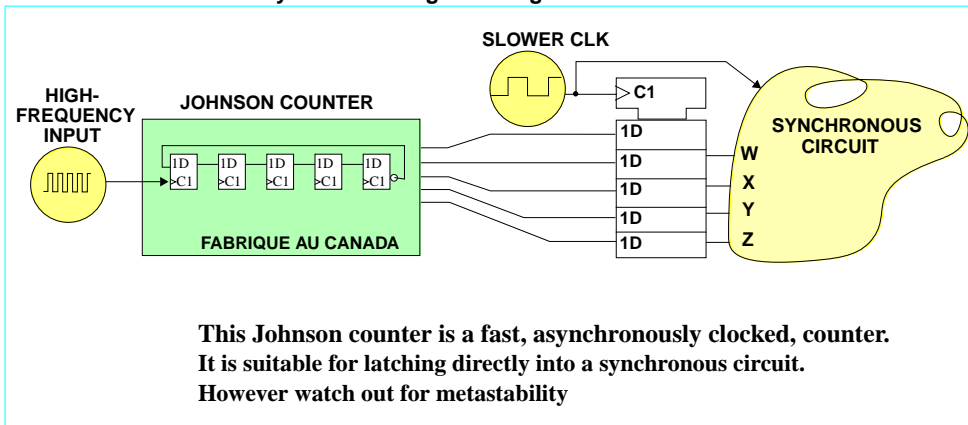 SLOWER CLK
HIGH-
FREQUENCY
INPUT
JOHNSON COUNTER
C1
1D
1D
1D
1D
1D
1D 1D 1D 1D 1D
>C1 >C1 >C1 >C1 >C1
FABRIQUE AU CANADA
SYNCHRONOUS
CIRCUIT
W
X
Y
Z
This Johnson counter is a fast, asynchronously clocked, counter.
It is suitable for latching directly into a synchronous circuit.
However watch out for metastability